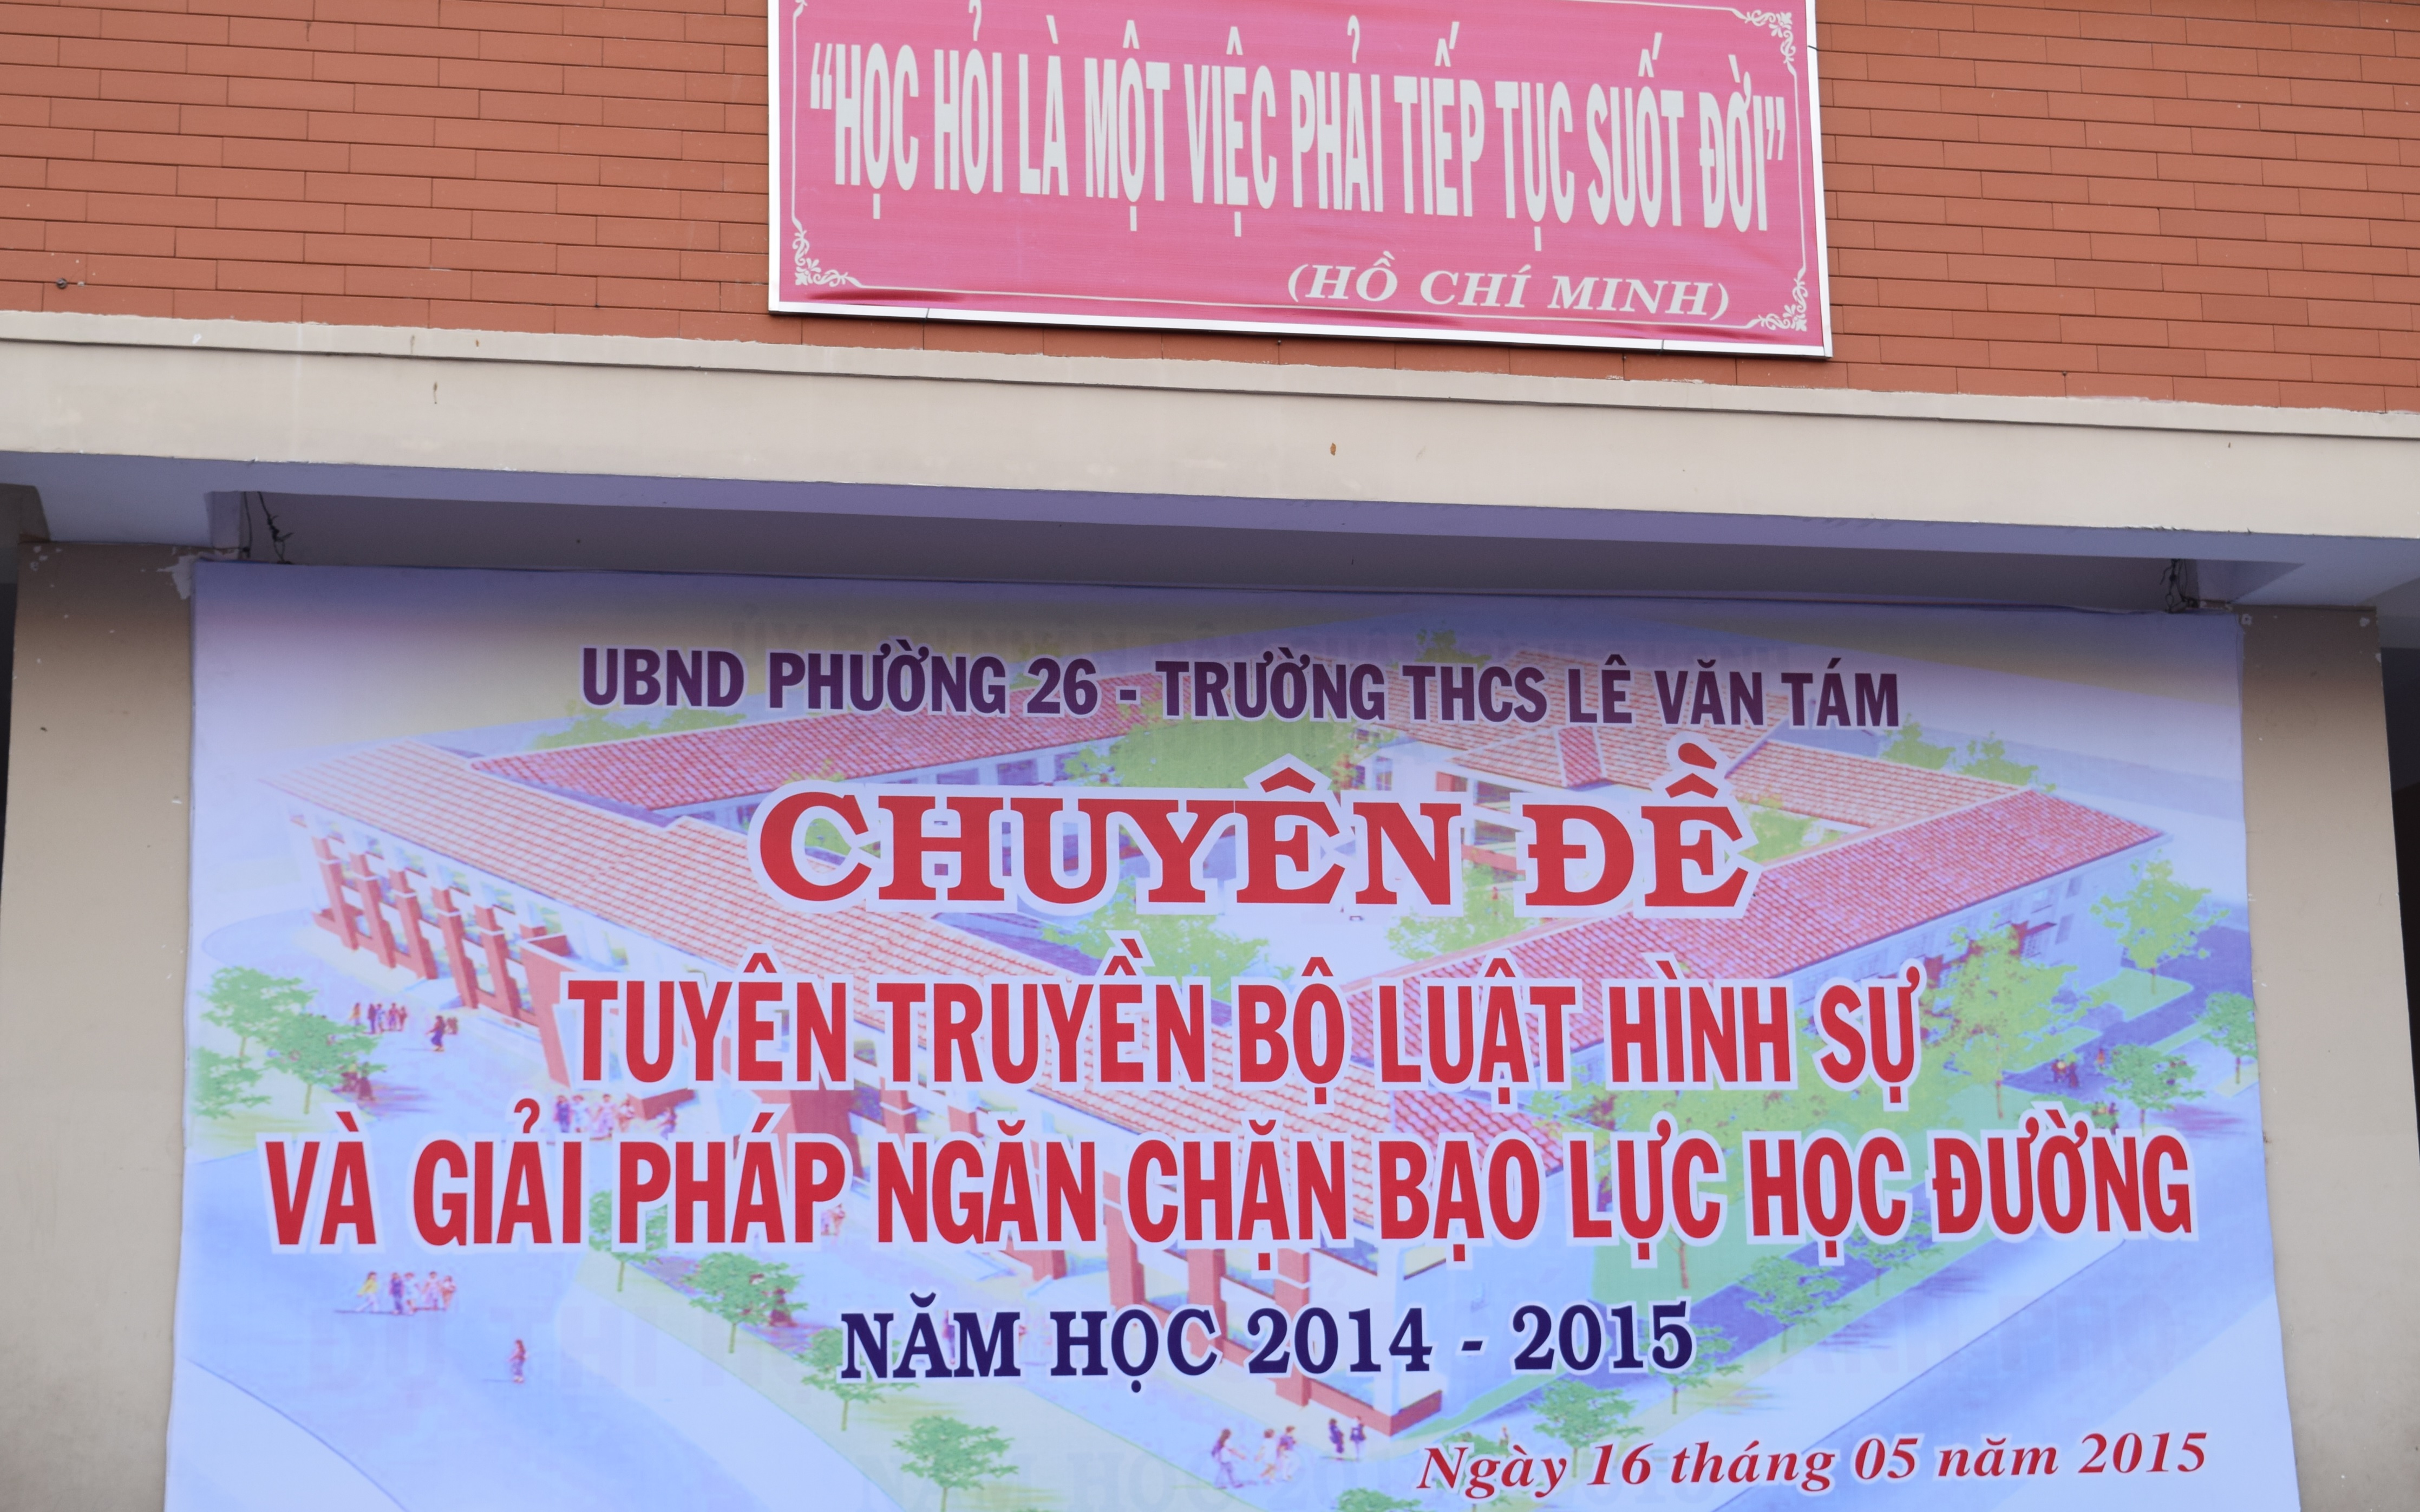 “HỌC HỎI LÀ MỘT VIỆC PHẢI TIẾP TỤC SUỐT ĐỜI”
(HỒ CHÍ MINH)
UBND PHƯỜNG 26 - TRƯỜNG THCS LÊ VĂN TÁM
CHUYÊN ĐỀ
TUYÊN TRUYỀN BỘ LUẬT HÌNH SỰ
VÀ GIẢI PHÁP NGĂN CHẶN BẠO LỰC HỌC ĐƯỜNG
NĂM HỌC 2014 - 2015
Ngày 16 tháng 05 năm 2015